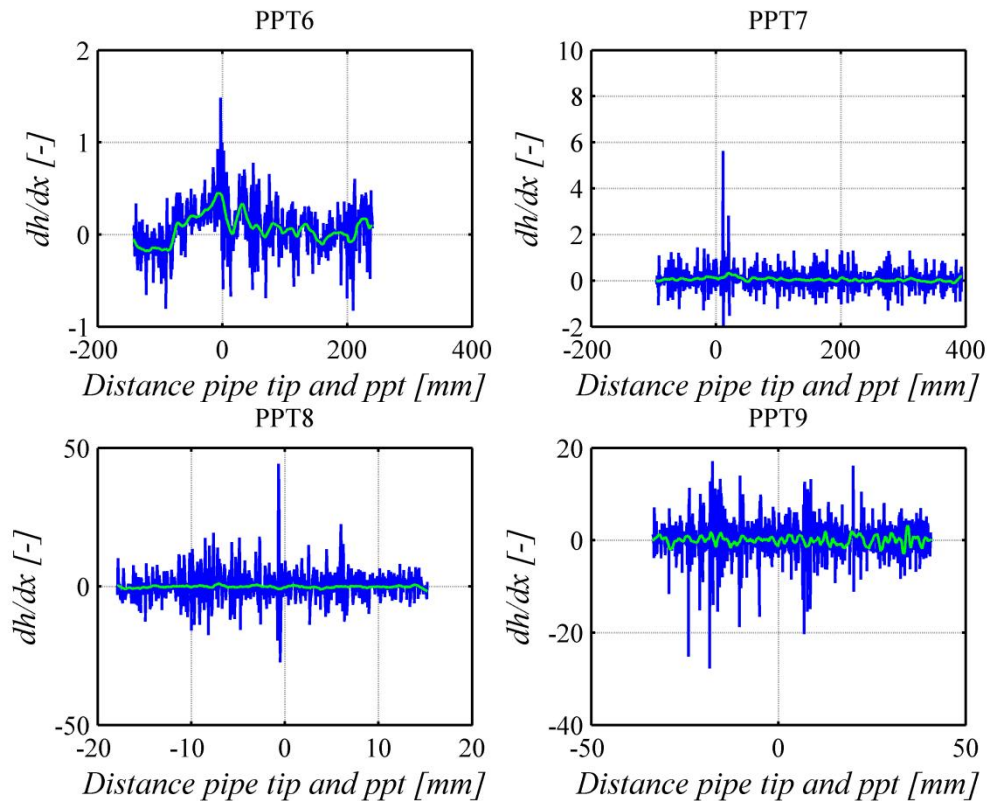 PPT6
2
1
0
-1
-200
0
200
400
dh/dx [-]
Distance pipe tip and ppt [mm]
PPT7
10
8
6
4
2
0
-2
-200
0
200
400
dh/dx [-]
Distance pipe tip and ppt [mm]
PPT8
50
0
-50
-20
-10
0
10
20
dh/dx [-]
Distance pipe tip and ppt [mm]
PPT9
20
0
-20
-40
-50
0
50
dh/dx [-]
Distance pipe tip and ppt [mm]